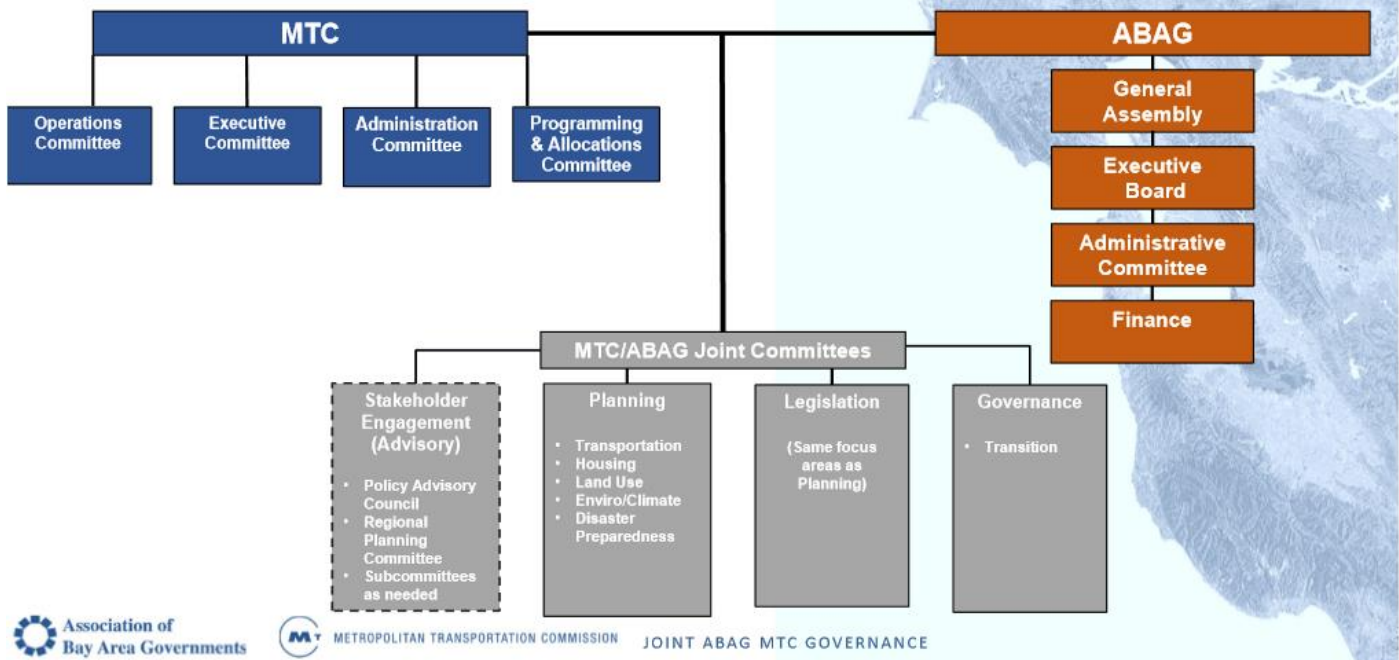 MTC
ABAG
Operations
Committee
Executive
Committee
Administration
Committee
Programming
& Allocations
Committee
General
Assembly
Executive
Board
Administrative
Committee
Finance
MTC/ABAG Joint Committees
Stakeholder
Engagement
(Advisory)
• Policy Advisory
Council
• Regional
Planning
Committee
• Subcommittees
as needed
Planning
• Transportation
• Housing
• Land Use
• Enviro/Climate
• Disaster
Preparedness
Legislation
(Same focus
areas as
Planning)
Governance
• Transition
Association of
Bay Area Governments
MT
METROPOLITAN TRANSPORTATION COMMISSION
JOINT ABAG MTC GOVERNANCE